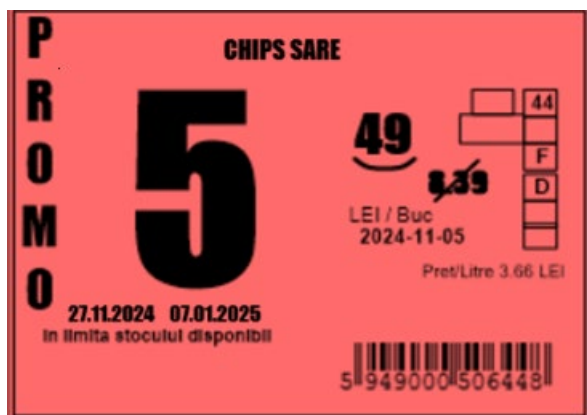 PROMO
CHIPS SARE
5
49
8.39
44
F
D
LEI / Buc
2024-11-05
Pret/Litre 3.66 LEI
27.11.2024 07.01.2025
In limita stocului disponibil
5 949000 506448